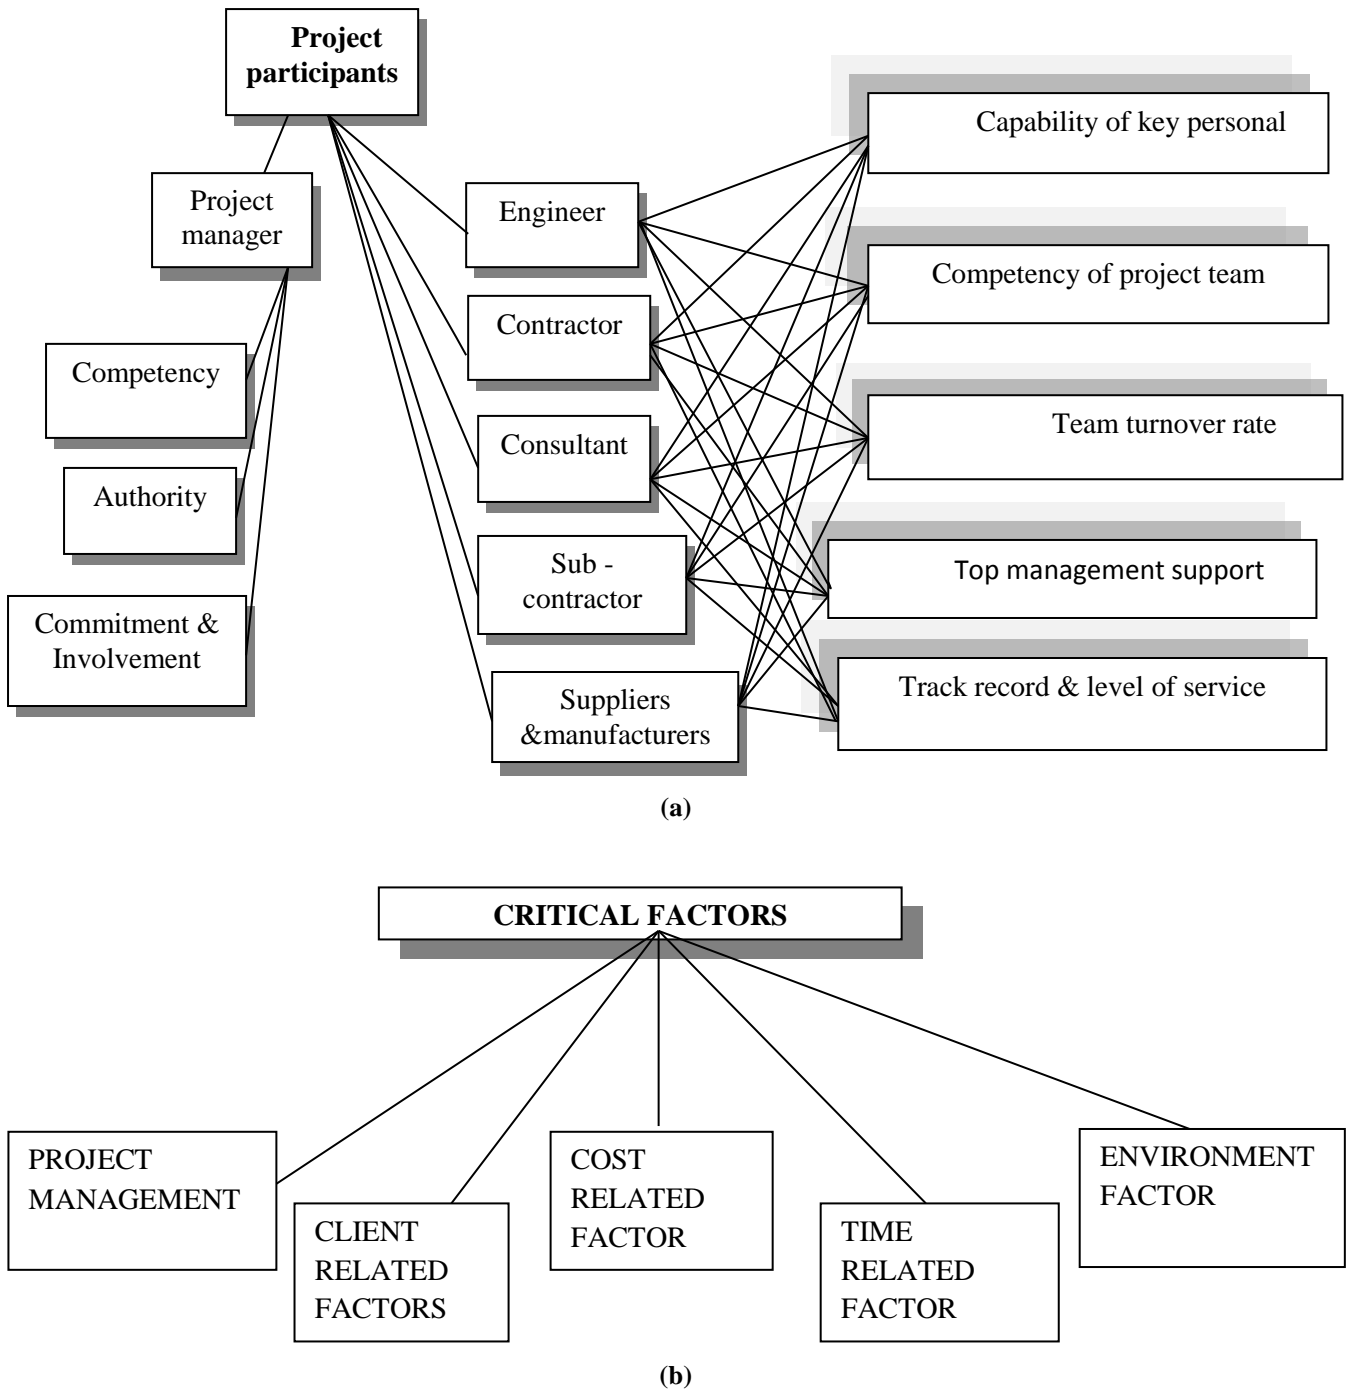 Project
participants
Project
manager
Competency
Authority
Commitment &
Involvement
Engineer
Contractor
Consultant
Sub -
contractor
Suppliers
&manufacturers
Capability of key personal
Competency of project team
Team turnover rate
Top management support
Track record & level of service
(a)
CRITICAL FACTORS
PROJECT
MANAGEMENT
CLIENT
RELATED
FACTORS
COST
RELATED
FACTOR
TIME
RELATED
FACTOR
ENVIRONMENT
FACTOR
(b)